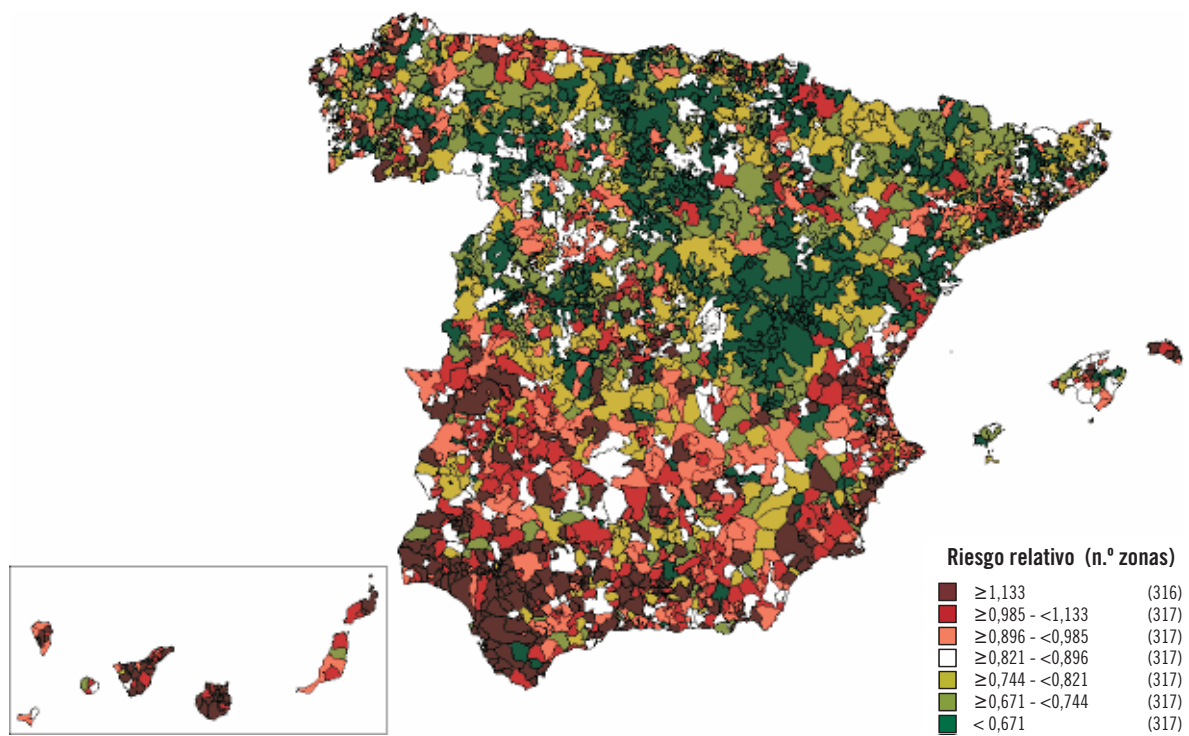 Riesgo relativo (n.º zonas)
≥1,133 (316)
≥0,985 - <1,133 (317)
≥0,896 - <0,985 (317)
≥0,821 - <0,896 (317)
≥0,744 - <0,821 (317)
≥0,671 - <0,744 (317)
< 0,671 (317)